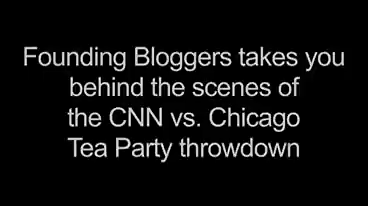 Founding Bloggers takes you
behind the scenes of
the CNN vs. Chicago
Tea Party throwdown